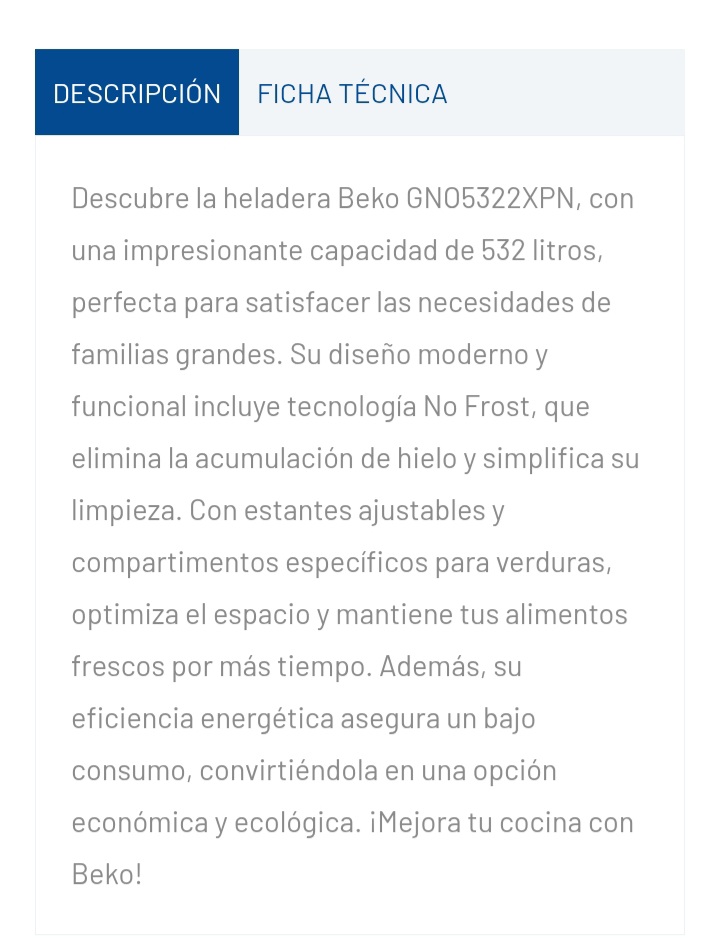 DESCRIPCIÓN
FICHA TÉCNICA
Descubre la heladera Beko GNO5322XPN, con
una impresionante capacidad de 532 litros,
perfecta para satisfacer las necesidades de
familias grandes. Su diseño moderno y
funcional incluye tecnología No Frost, que
elimina la acumulación de hielo y simplifica su
limpieza. Con estantes ajustables y
compartimentos específicos para verduras,
optimiza el espacio y mantiene tus alimentos
frescos por más tiempo. Además, su
eficiencia energética asegura un bajo
consumo, convirtiéndola en una opción
económica y ecológica. ¡Mejora tu cocina con
Beko!